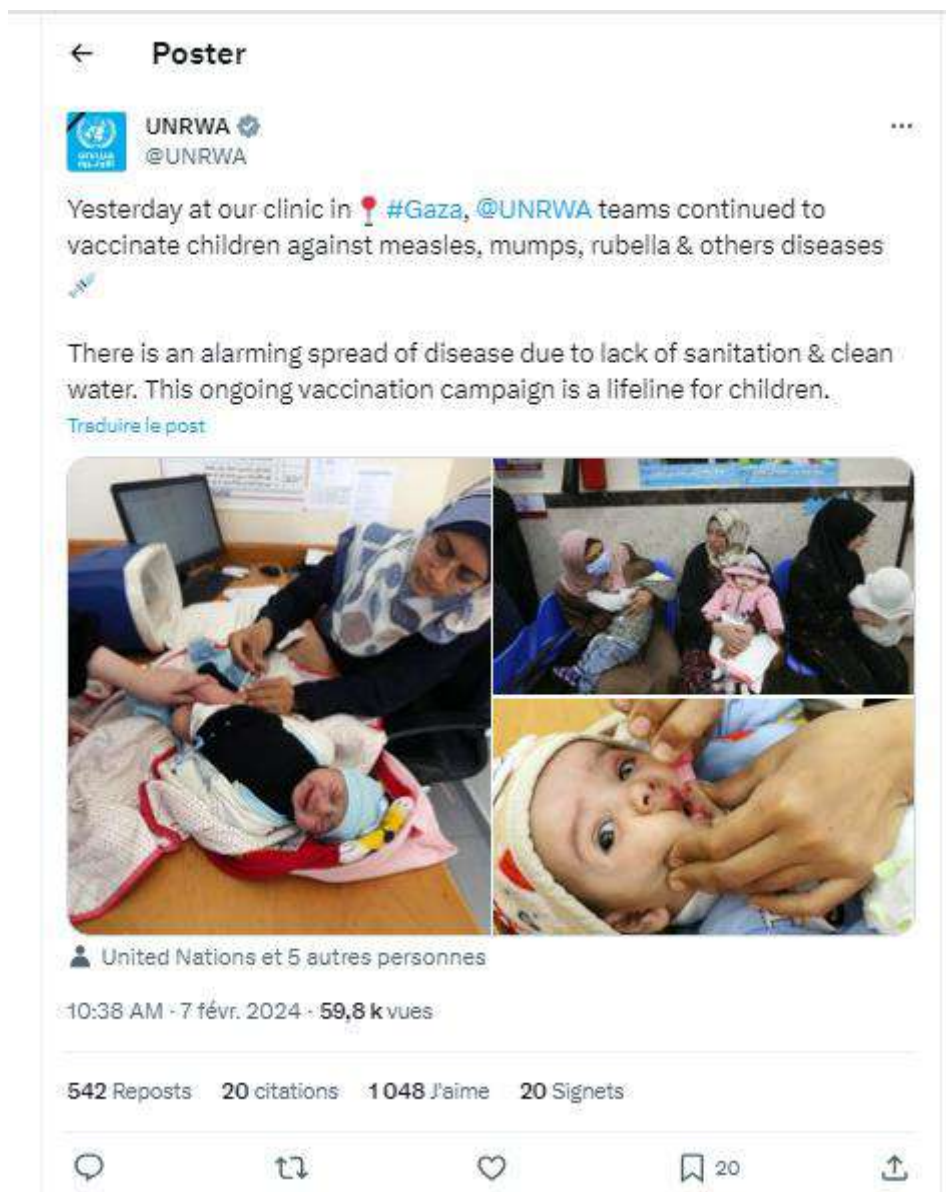 Poster
UNRWA
@UNRWA
Yesterday at our clinic in #Gaza, @UNRWA teams continued to
vaccinate children against measles, mumps, rubella & others diseases
There is an alarming spread of disease due to lack of sanitation & clean
water. This ongoing vaccination campaign is a lifeline for children.
Traduire le post
United Nations et 5 autres personnes
10:38 AM · 7 févr. 2024 · 59,8 k vues
542 Reposts 20 citations 1 048 J'aime 20 Signets
20